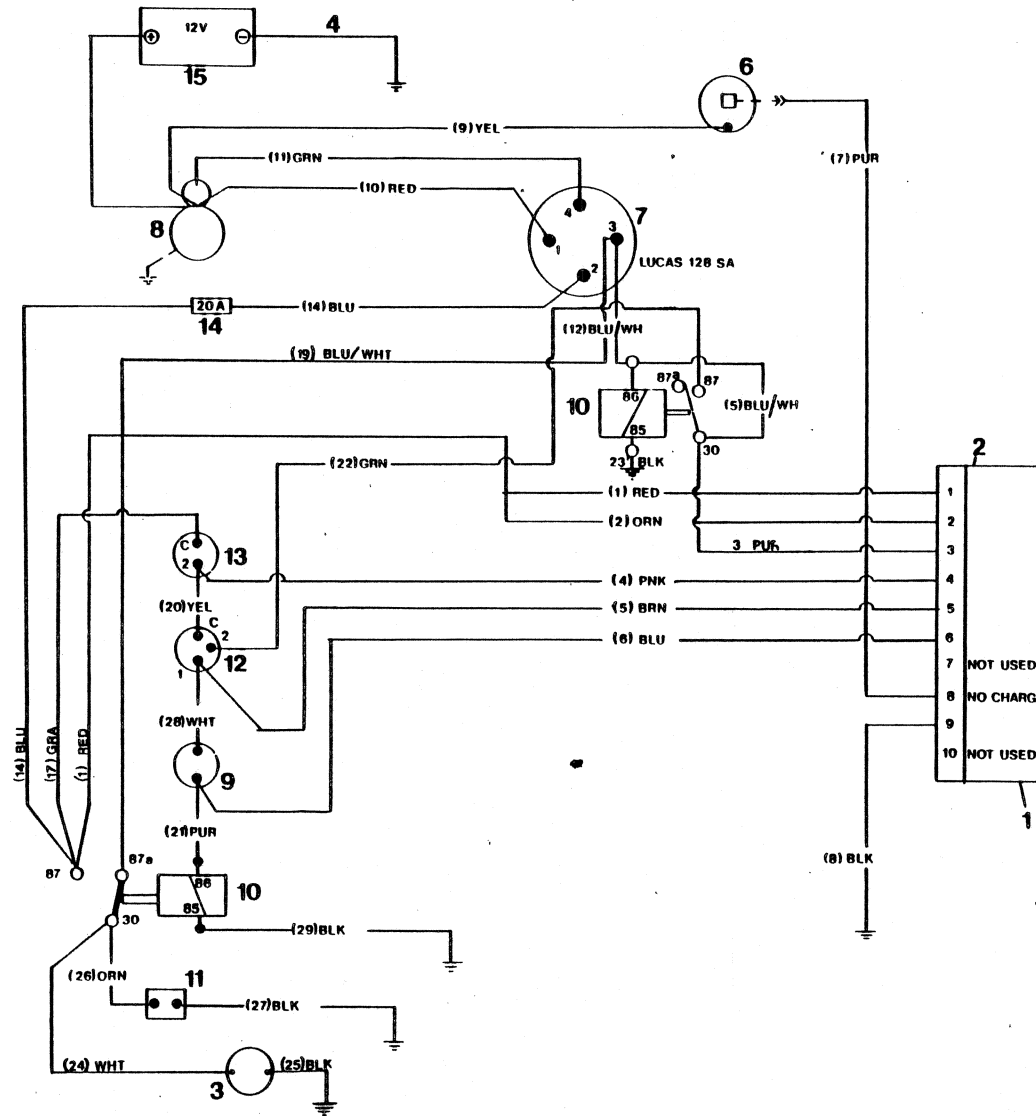 4
12V
15
6
(9)YEL
(11)GRN
(7)PUR
(10)RED
4
7
3
8
1
2
LUCAS 128 SA
20A
(14)BLU
14
(12)BLU/WH
(19) BLU/WHT
87a
87
86
10
(5)BLU/WH
85
30
2
(22)GRN
23 BLK
(1) RED
1
(2) ORN
2
C
13
3 PUR
3
2
(4) PNK
4
(20)YEL
(5) BRN
5
C
2
(6) BLU
6
12
1
7 NOT USED
8 NO CHARG
(28)WHT
9
(14)BLU
(17)GRA
(1) RED
10 NOT USED
9
1
(21)PUR
87a
(8) BLK
87
86
10
85
30
(29)BLK
(26)ORN
11
(27)BLK
(24) WHT
(25)BLK
3